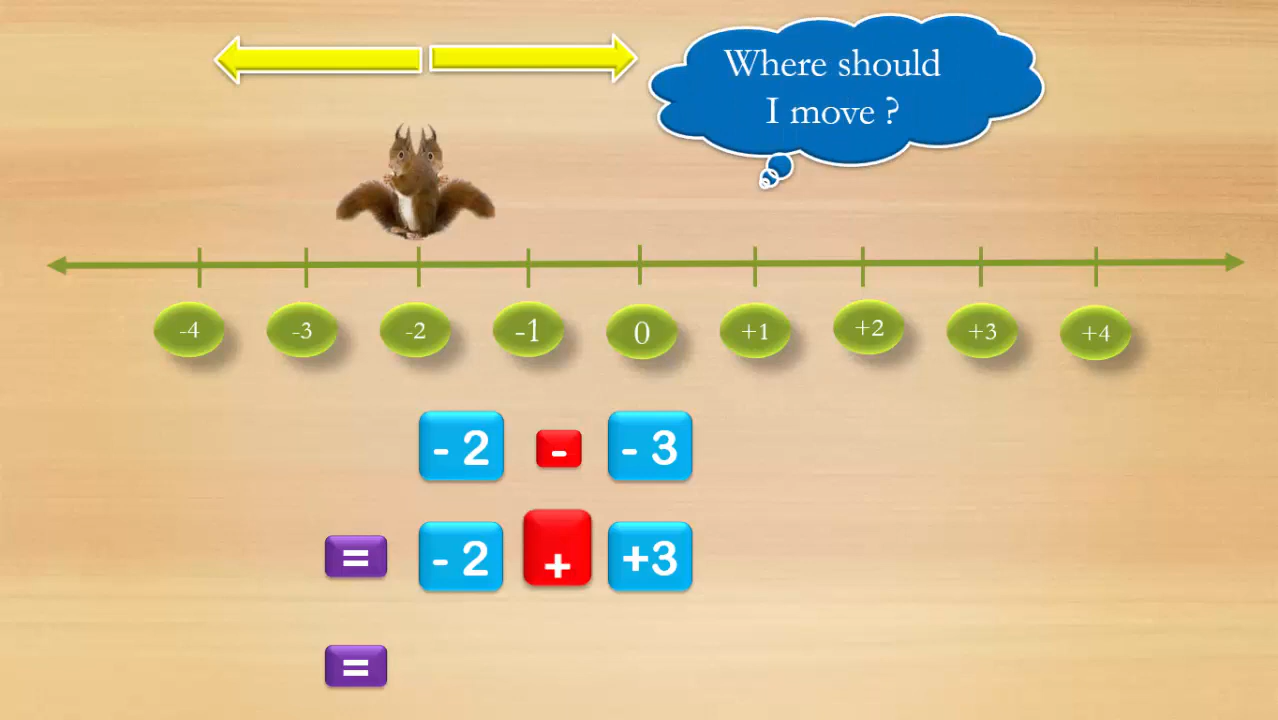 Where should
I move ?
-4 -3 -2 -1 0 +1 +2 +3 +4
- 2 - - 3
= - 2 + +3
=